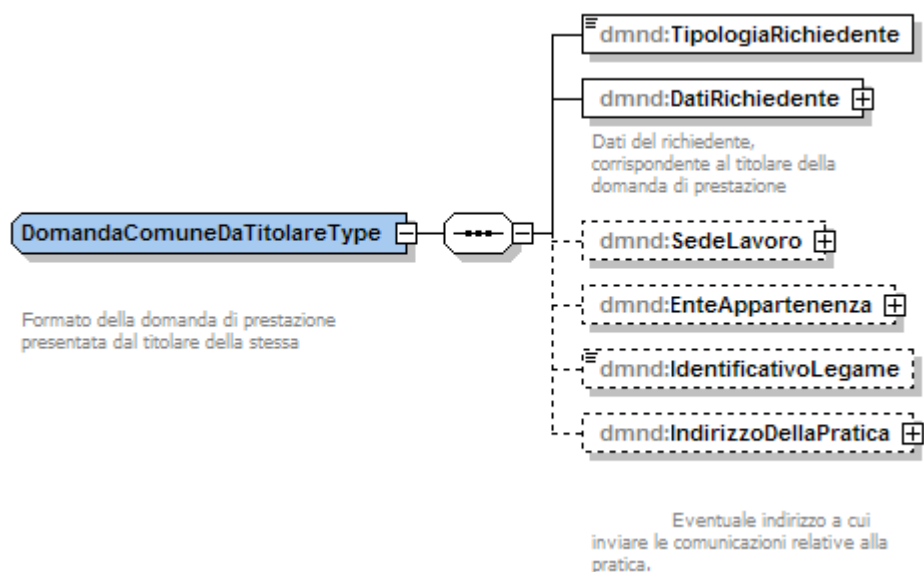 dmnd:TipologiaRichiedente
dmnd:DatiRichiedente
Dati del richiedente,
corrispondente al titolare della
domanda di prestazione
DomandaComuneDaTitolareType
Formato della domanda di prestazione
presentata dal titolare della stessa
dmnd:SedeLavoro
dmnd:EnteAppartenenza
dmnd:IdentificativoLegame
dmnd:IndirizzoDellaPratica
Eventuale indirizzo a cui
inviare le comunicazioni relative alla
pratica.